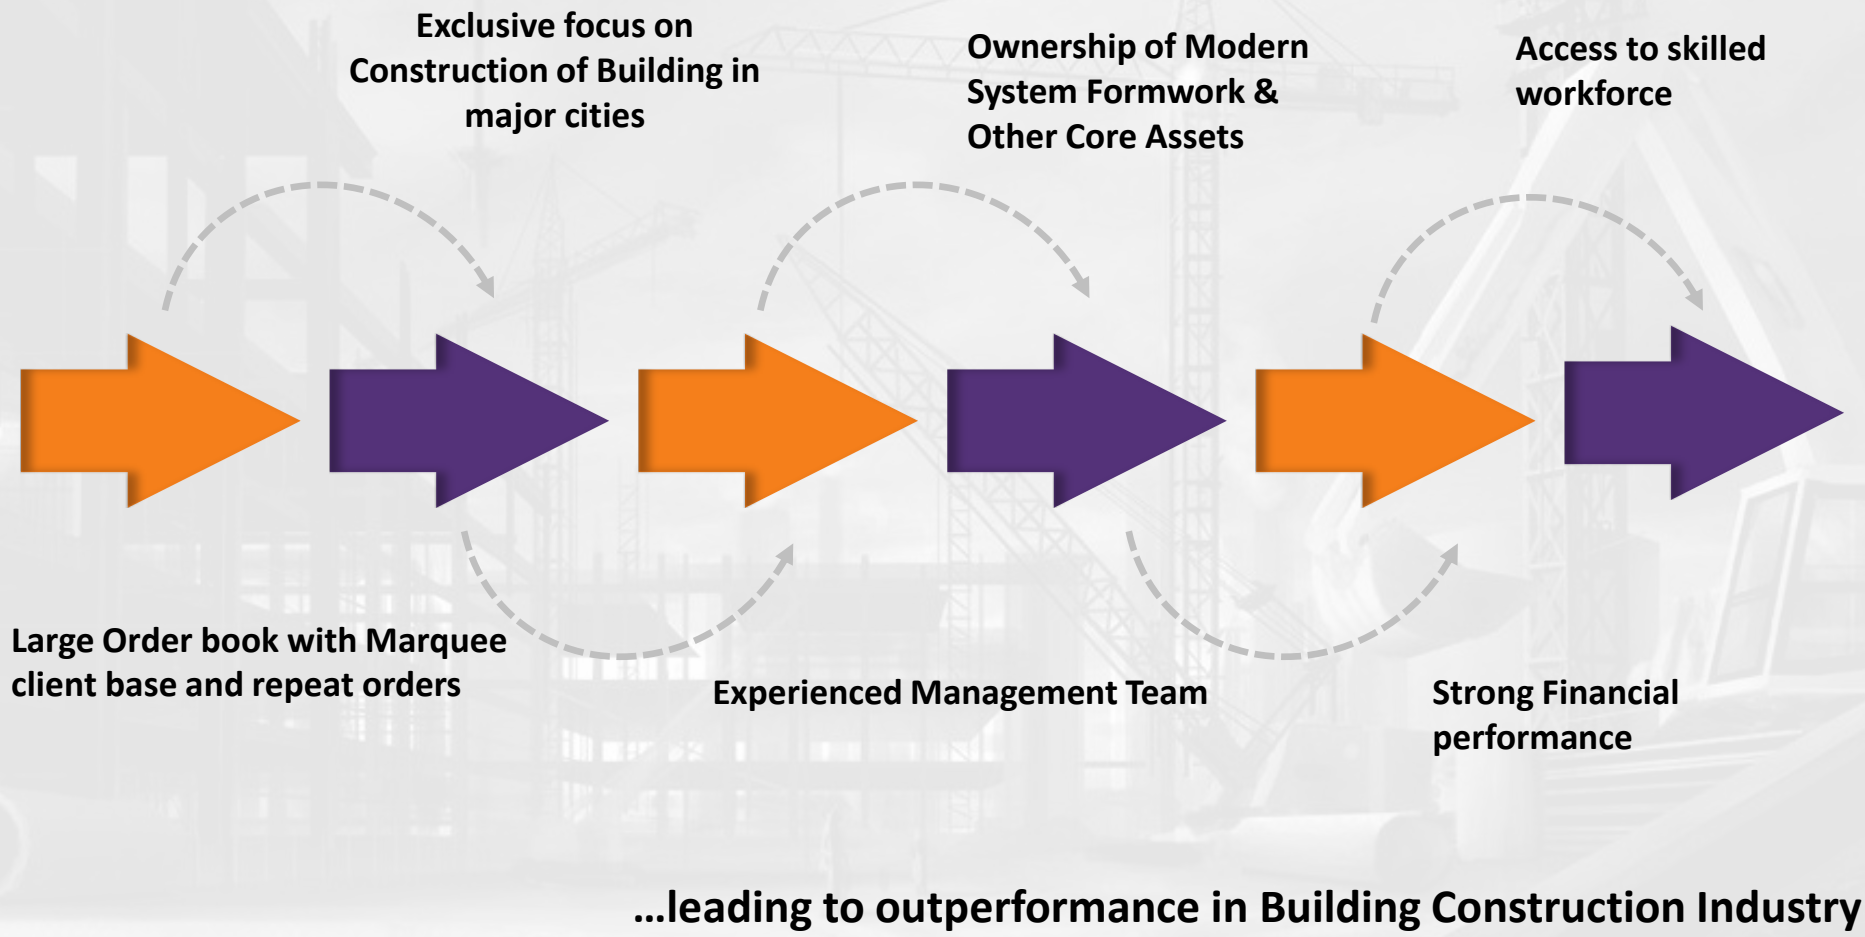 Exclusive focus on
Construction of Building in
major cities
Ownership of Modern
System Formwork &
Other Core Assets
Access to skilled
workforce
Large Order book with Marquee
client base and repeat orders
Experienced Management Team
Strong Financial
performance
...leading to outperformance in Building Construction Industry